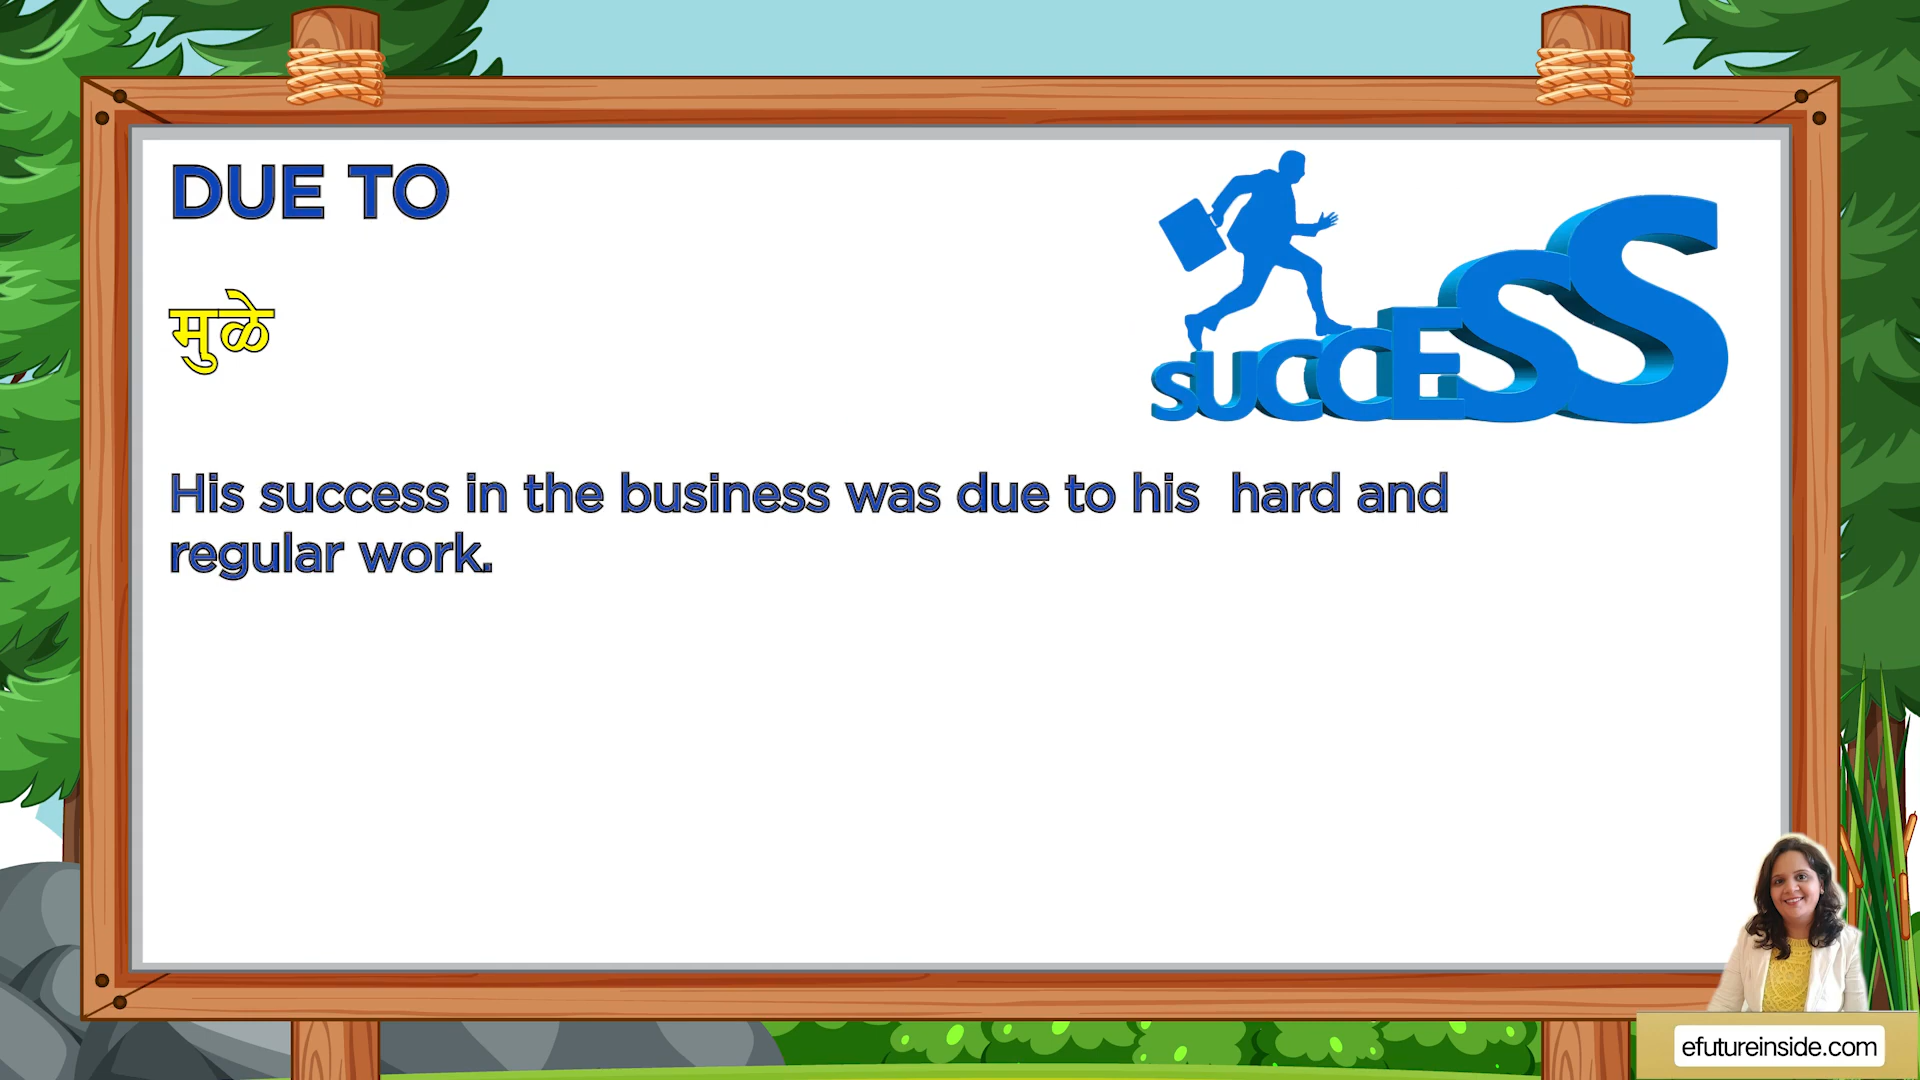 DUE TO
SUCCESS
मुळे
His success in the business was due to his  hard and
regular work.
efutureinside.com